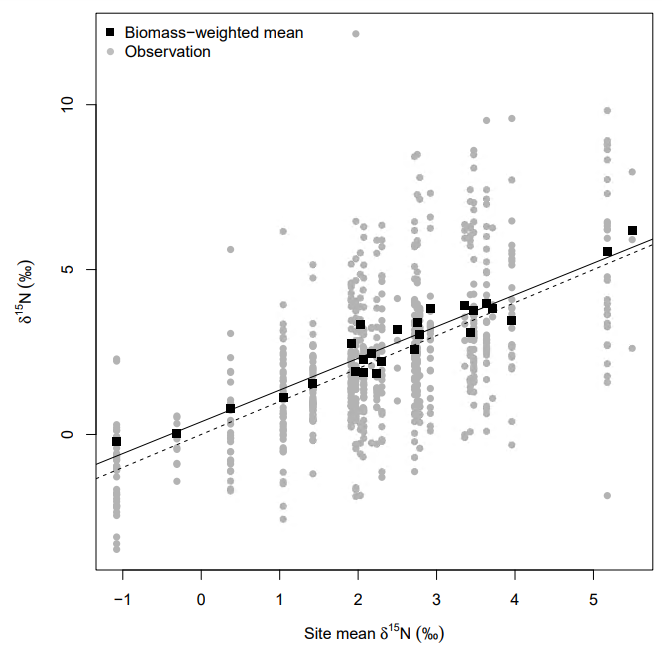 Biomass−weighted mean
Observation
10
5
0
δ¹⁵N (‰)
−1 0 1 2 3 4 5
Site mean δ¹⁵N (‰)